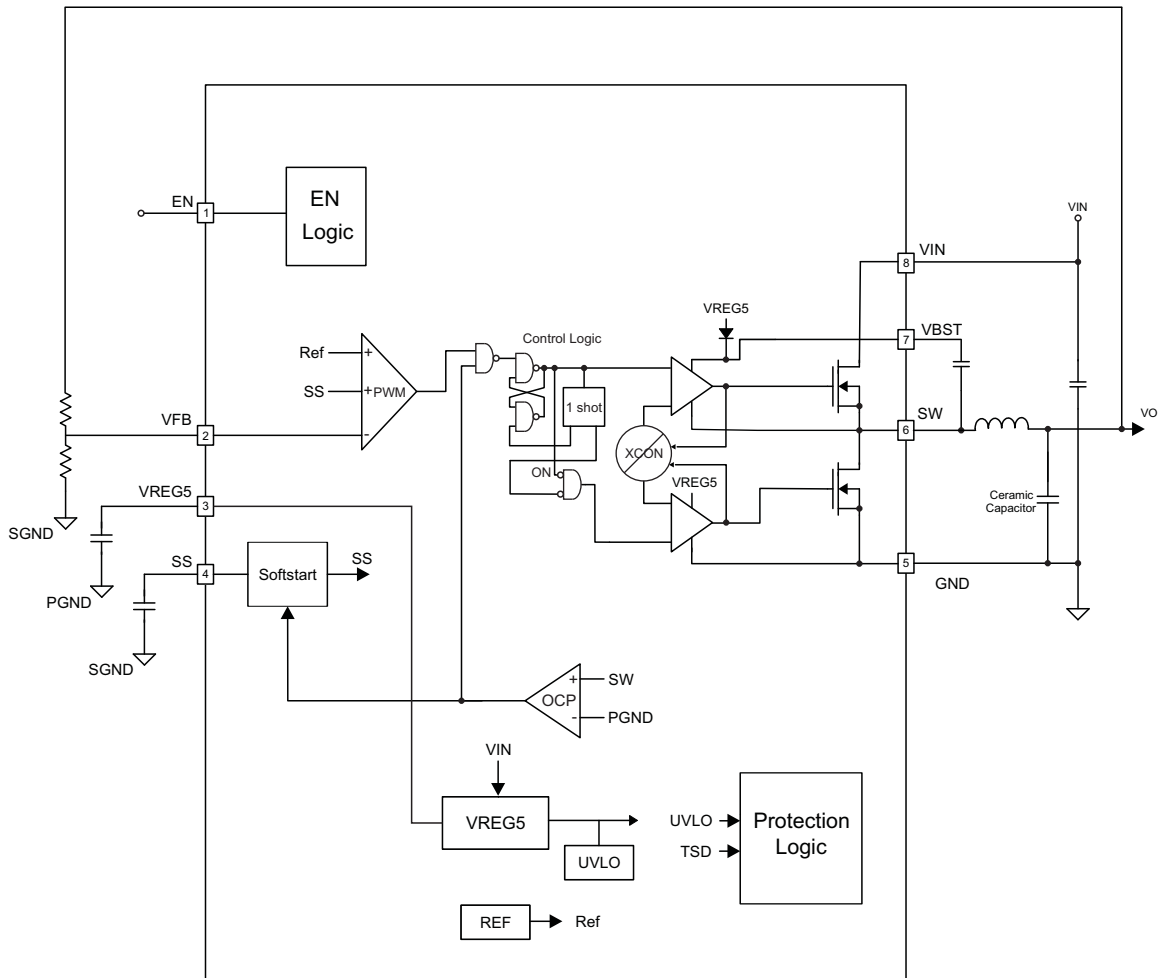 EN
1
EN
Logic
VIN
8
VIN
VREG5
VBST
7
Control Logic
Ref
+
SS
+
PWM
-
1 shot
VFB
2
SW
6
VO
XCON
ON
VREG5
VREG5
3
SGND
Ceramic
Capacitor
SS
4
Softstart
SS
5
GND
PGND
SGND
+
SW
OCP
-
PGND
VIN
VREG5
UVLO
UVLO
TSD
Protection
Logic
REF
Ref